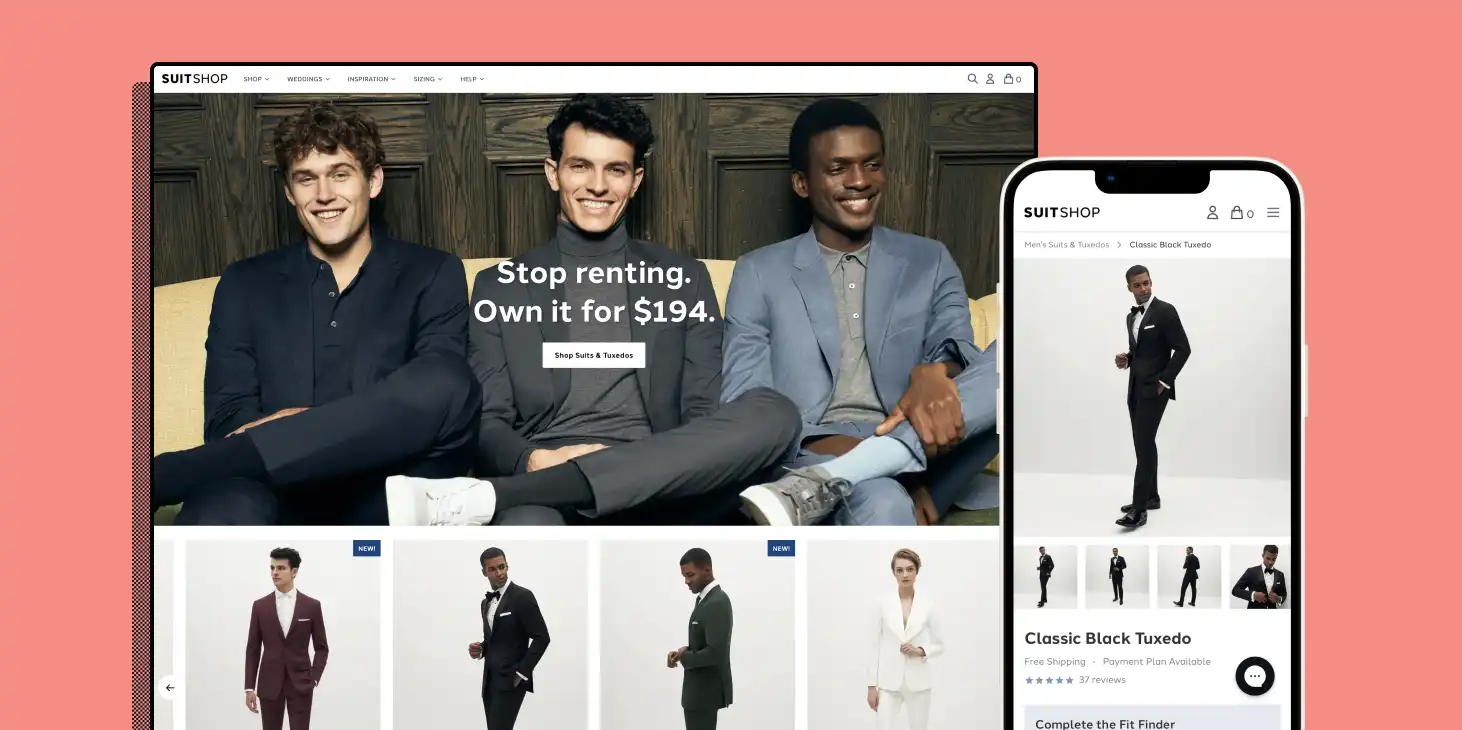 SUITSHOP SHOP WEDDINGS INSPIRATION SIZING HELP 0
Stop renting.
Own it for $194.
Shop Suits & Tuxedos
NEW!
NEW!
SUITSHOP 0
Men's Suits & Tuxedos > Classic Black Tuxedo
Classic Black Tuxedo
Free Shipping · Payment Plan Available
37 reviews
Complete the Fit Finder